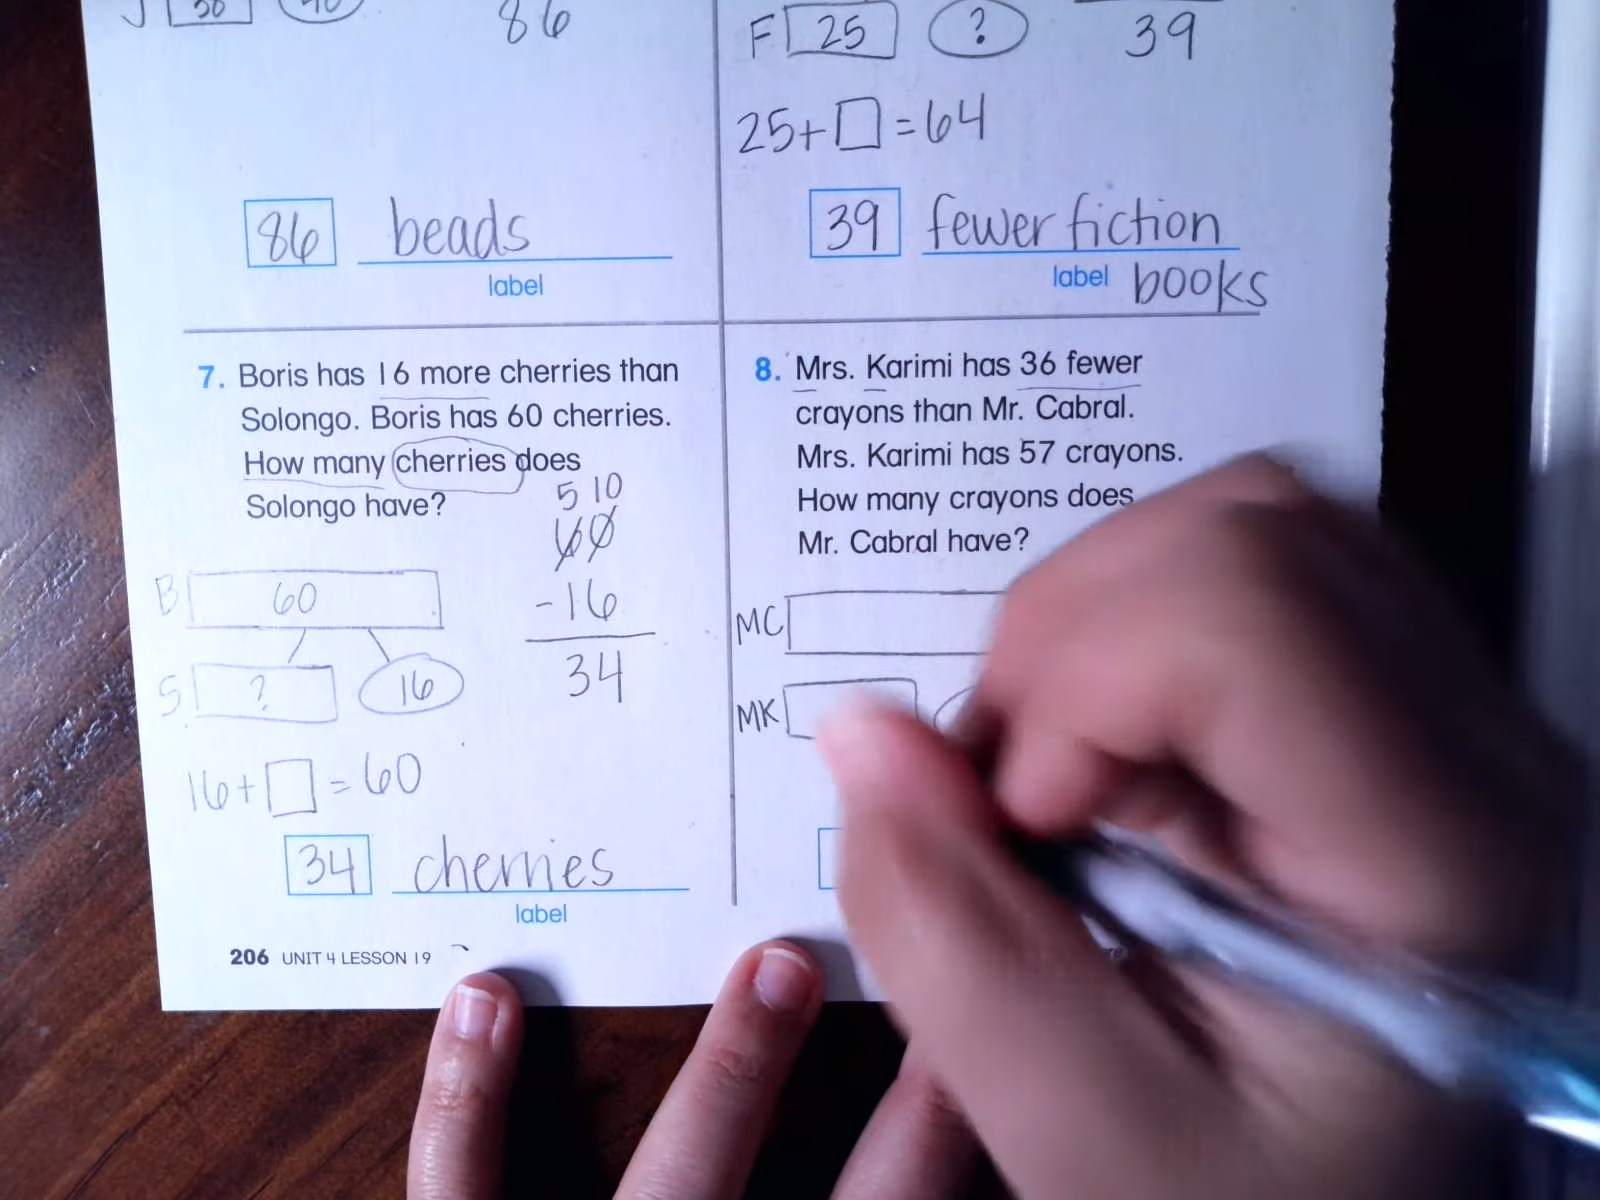 86
F 25 ?
39
25+□=64
86 beads
label
39 fewer fiction
label books
7. Boris has 16 more cherries than
Solongo. Boris has 60 cherries.
How many cherries does
Solongo have?
5 10
60
-16
34
B 60
S ? 16
16+□=60
34 cherries
label
206 UNIT 4 LESSON 19
8. Mrs. Karimi has 36 fewer
crayons than Mr. Cabral.
Mrs. Karimi has 57 crayons.
How many crayons does
Mr. Cabral have?
MC
MK